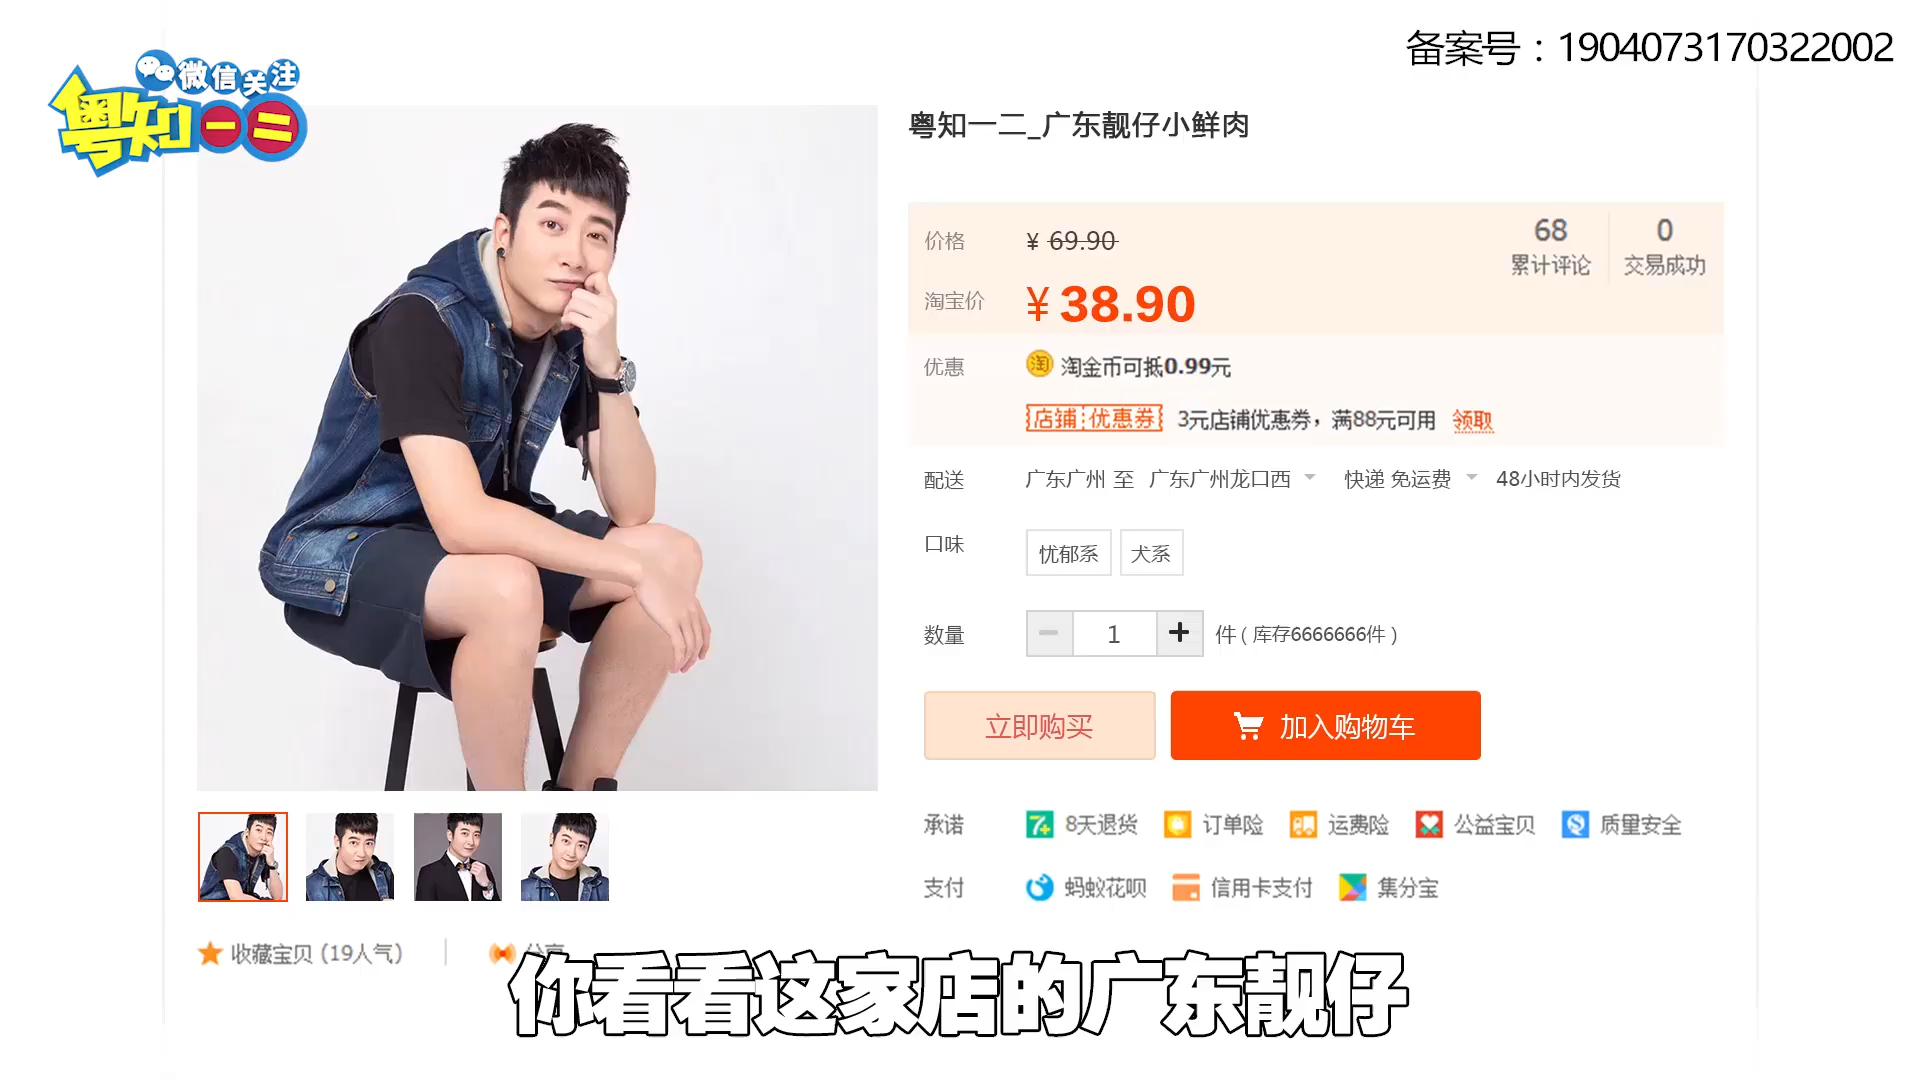 备案号：1904073170322002
微信关注
粤知一二
粤知一二_广东靓仔小鲜肉
价格 ¥ 69.90
68 累计评论
0 交易成功
淘宝价 ¥ 38.90
优惠 淘 淘金币可抵0.99元
店铺 优惠券 3元店铺优惠券，满88元可用 领取
配送 广东广州 至 广东广州龙口西 快递 免运费 48小时内发货
口味 忧郁系 犬系
数量 − 1 + 件 ( 库存6666666件 )
立即购买 加入购物车
承诺 7+ 8天退货 订单险 运费险 公益宝贝 质量安全
支付 蚂蚁花呗 信用卡支付 集分宝
收藏宝贝 (19人气) 分享
你看看这家店的广东靓仔